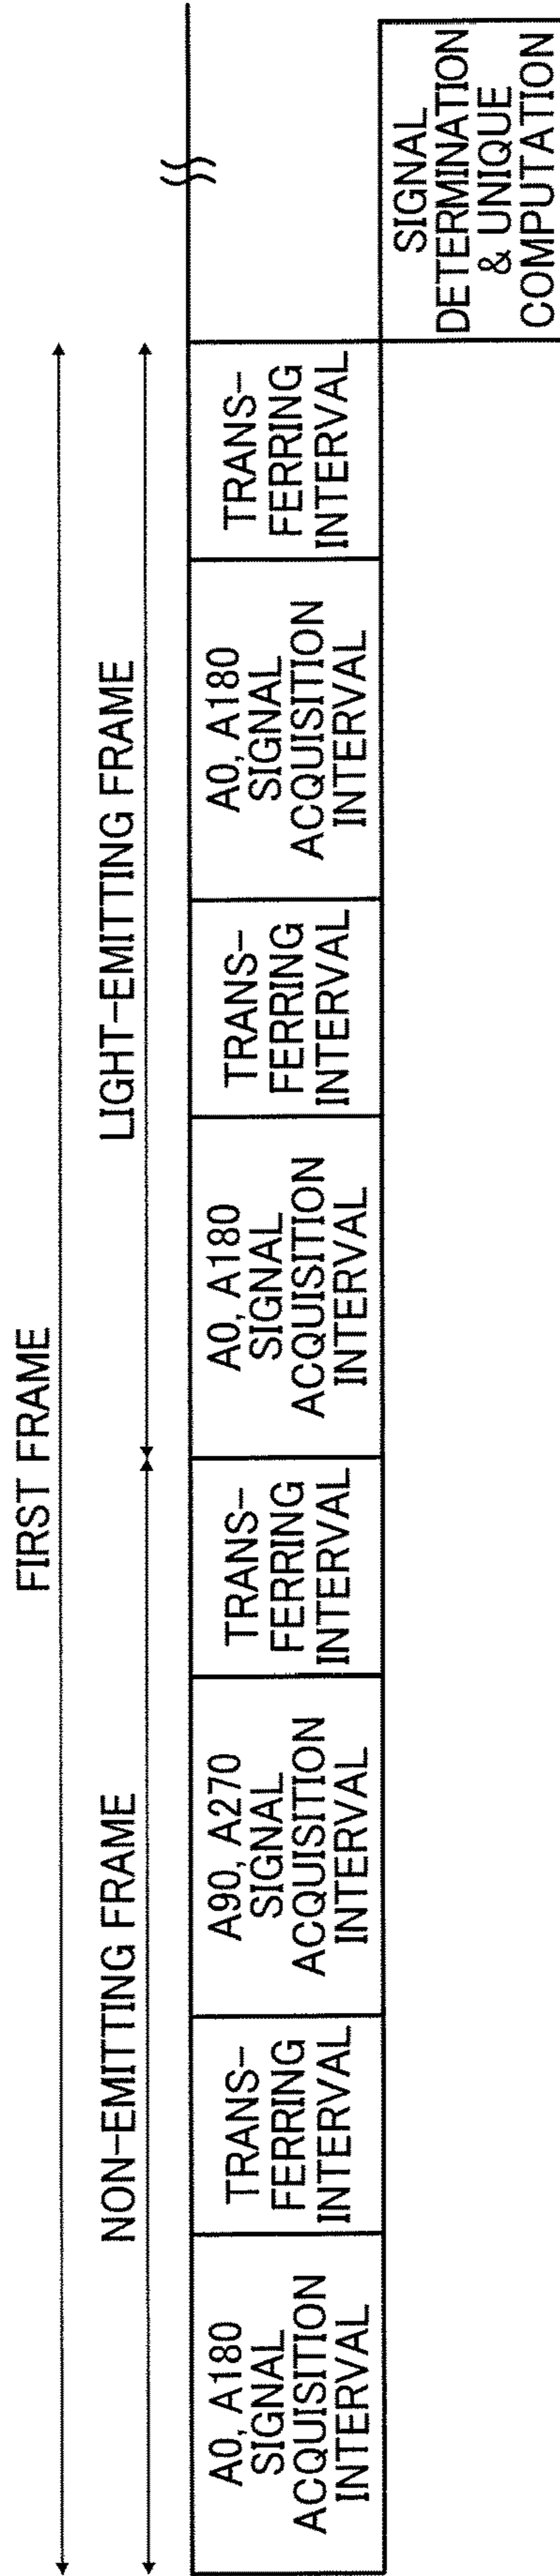 FIRST FRAME
NON-EMITTING FRAME
LIGHT-EMITTING FRAME
A0, A180
SIGNAL
ACQUISITION
INTERVAL
TRANS-
FERRING
INTERVAL
A90, A270
SIGNAL
ACQUISITION
INTERVAL
TRANS-
FERRING
INTERVAL
A0, A180
SIGNAL
ACQUISITION
INTERVAL
TRANS-
FERRING
INTERVAL
A0, A180
SIGNAL
ACQUISITION
INTERVAL
TRANS-
FERRING
INTERVAL
SIGNAL
DETERMINATION
& UNIQUE
COMPUTATION